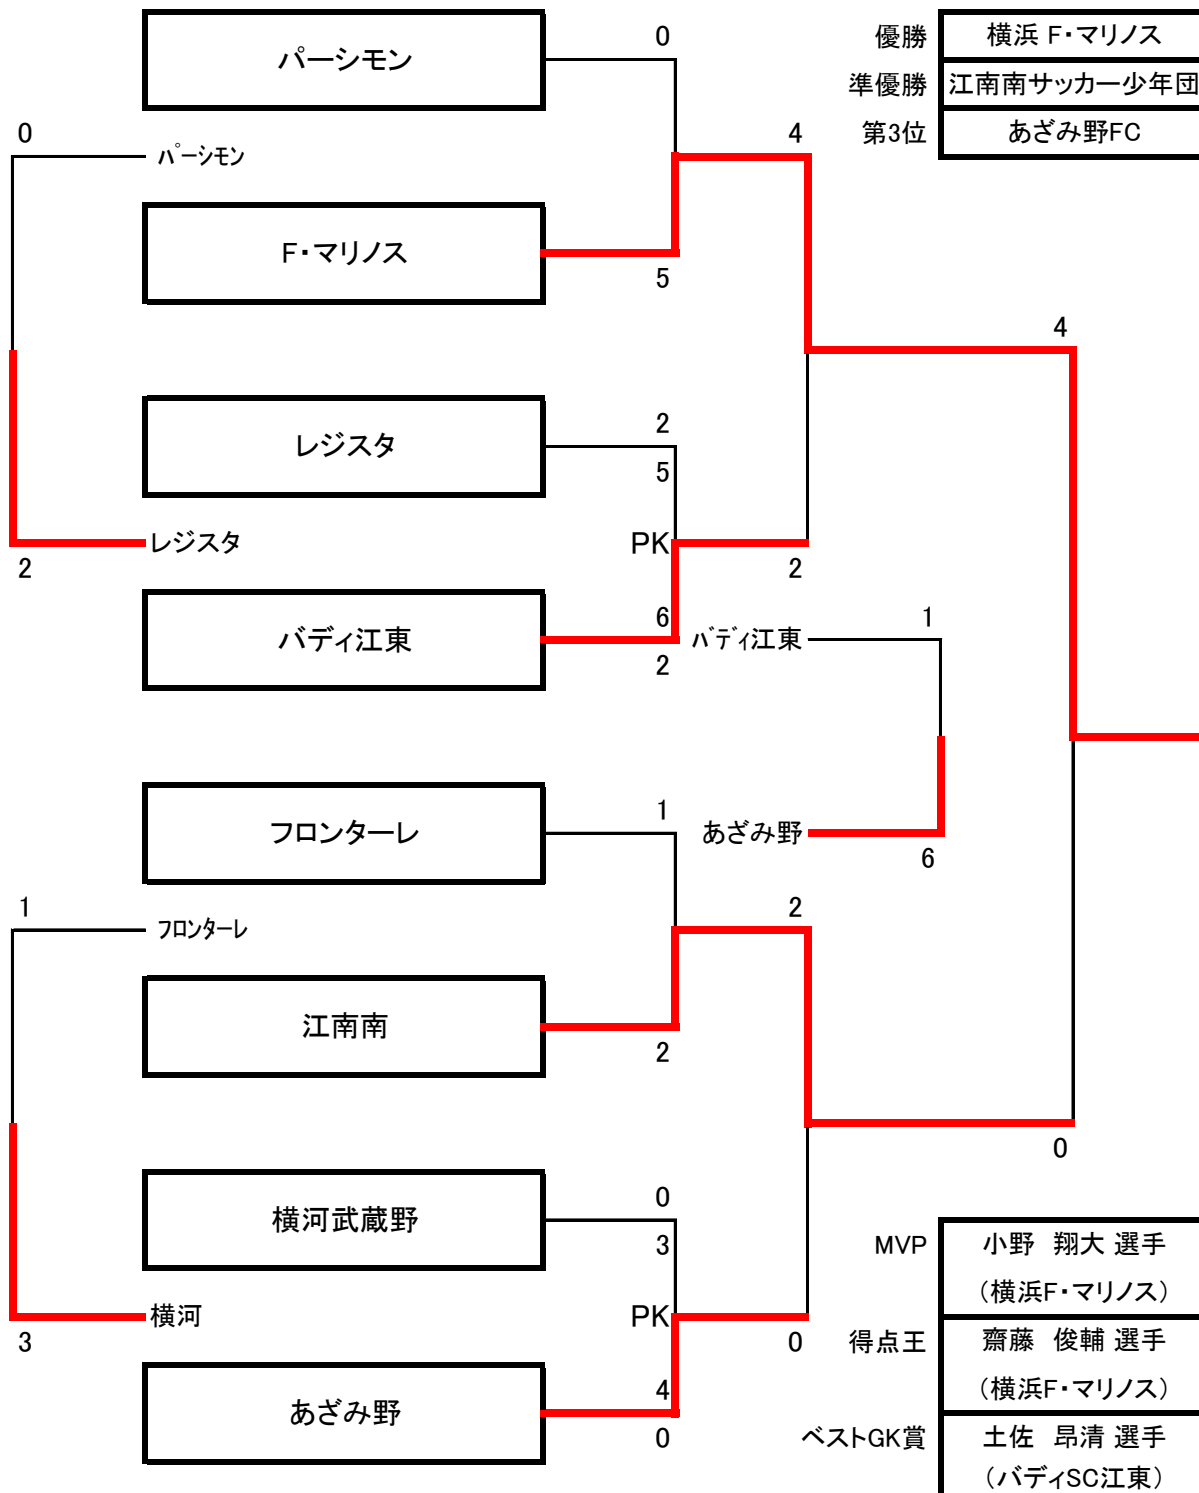 パーシモン
0
優勝
横浜 F・マリノス
準優勝
江南南サッカー少年団
第3位
あざみ野FC
0
パーシモン
4
F・マリノス
5
4
レジスタ
2
5
レジスタ
2
PK
2
バディ江東
6
2
バディ江東
1
フロンターレ
1
あざみ野
6
1
フロンターレ
2
江南南
2
0
横河武蔵野
0
3
MVP
小野 翔大 選手
(横浜F・マリノス)
横河
3
PK
0
得点王
齋藤 俊輔 選手
(横浜F・マリノス)
あざみ野
4
0
ベストGK賞
土佐 昂清 選手
(バディSC江東)